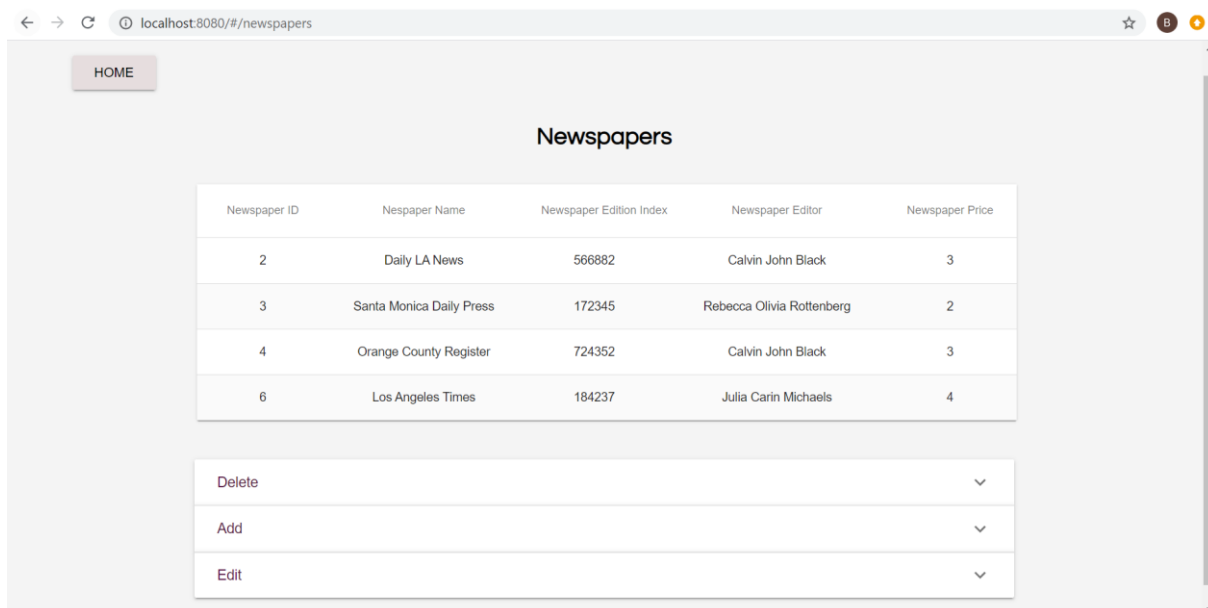 localhost:8080/#/newspapers
B
HOME
Newspapers
Newspaper ID Nespaper Name Newspaper Edition Index Newspaper Editor Newspaper Price
2 Daily LA News 566882 Calvin John Black 3
3 Santa Monica Daily Press 172345 Rebecca Olivia Rottenberg 2
4 Orange County Register 724352 Calvin John Black 3
6 Los Angeles Times 184237 Julia Carin Michaels 4
Delete
Add
Edit